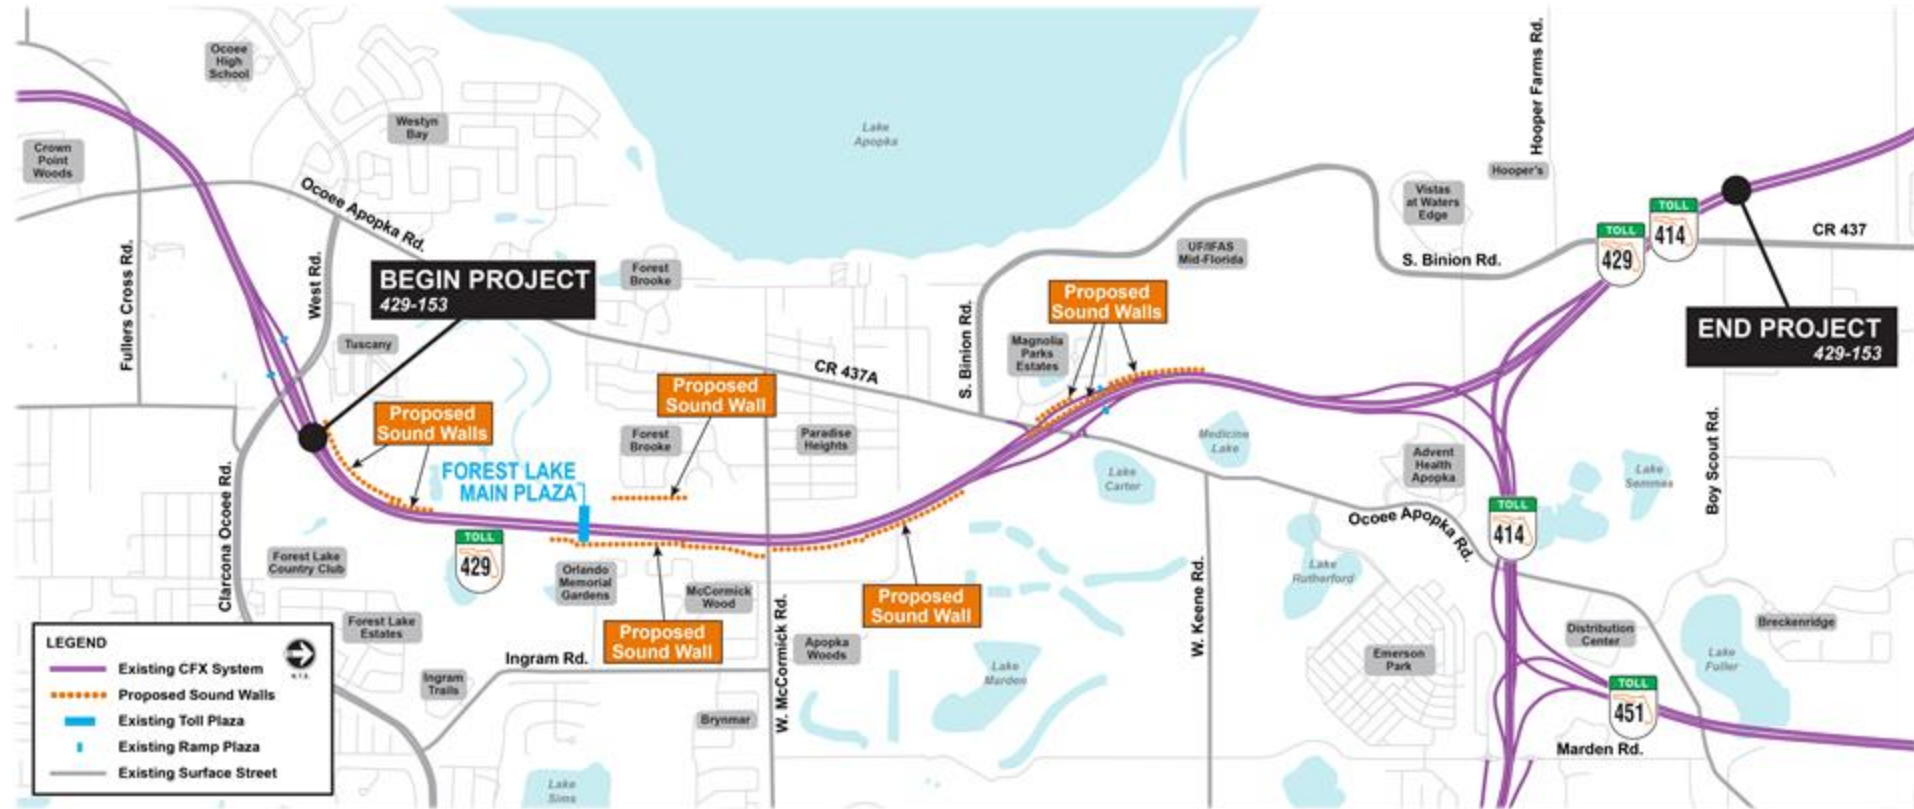 Ocoee
High
School
Crown
Point
Woods
Westyn
Bay
Lake
Apopka
Hooper Farms Rd.
Hooper's
Vistas
at Waters
Edge
TOLL
429
TOLL
414
CR 437
Fullers Cross Rd.
Ocoee Apopka Rd.
West Rd.
BEGIN PROJECT
429-153
Forest
Brooke
UF/IFAS
Mid-Florida
S. Binion Rd.
S. Binion Rd.
END PROJECT
429-153
Tuscany
CR 437A
Magnolia
Parks
Estates
Proposed
Sound Walls
Proposed
Sound Walls
Proposed
Sound Wall
Forest
Brooke
Paradise
Heights
Medicine
Lake
Lake
Carter
Advent
Health
Apopka
Lake
Semmes
Boy Scout Rd.
Clarcona Ocoee Rd.
FOREST LAKE
MAIN PLAZA
TOLL
429
Ocoee Apopka Rd.
TOLL
414
Forest Lake
Country Club
Orlando
Memorial
Gardens
McCormick
Wood
W. McCormick Rd.
Proposed
Sound Wall
W. Keene Rd.
Lake
Rutherford
Forest Lake
Estates
Proposed
Sound Wall
Apopka
Woods
Distribution
Center
Breckenridge
Ingram Rd.
Ingram
Trails
Lake
Marden
Emerson
Park
Lake
Fuller
TOLL
451
Brynmar
Marden Rd.
Lake
Sims
LEGEND
N.T.S.
Existing CFX System
Proposed Sound Walls
Existing Toll Plaza
Existing Ramp Plaza
Existing Surface Street